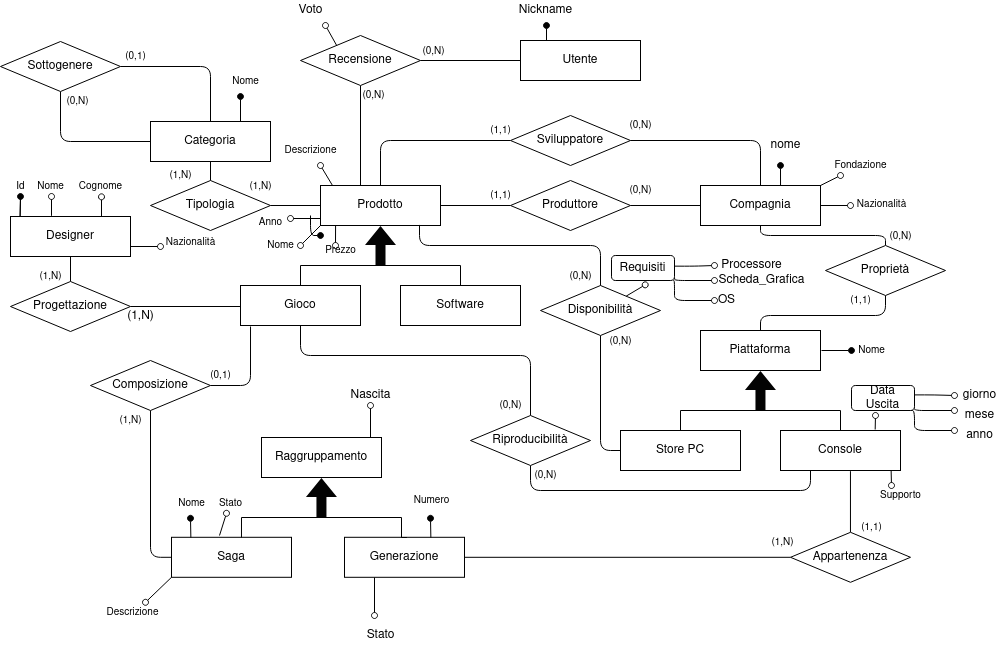 Voto
Nickname
Sottogenere
(0,1)
Recensione
(0,N)
Utente
Nome
(0,N)
(0,N)
(1,1)
Sviluppatore
(0,N)
Categoria
Descrizione
nome
Fondazione
(1,N)
(1,N)
Id
Nome
Cognome
Tipologia
Prodotto
(1,1)
Produttore
(0,N)
Compagnia
Nazionalità
Anno
Designer
Nazionalità
Nome
Prezzo
(0,N)
(1,N)
(0,N)
Requisiti
Processore
Scheda_Grafica
OS
Proprietà
Progettazione
(1,N)
Gioco
Software
Disponibilità
(1,1)
(0,N)
Piattaforma
Nome
Composizione
(0,1)
Nascita
(0,N)
Data
Uscita
giorno
mese
anno
(1,N)
Raggruppamento
Riproducibilità
Store PC
Console
(0,N)
Nome
Stato
Numero
Supporto
Saga
Generazione
(1,N)
(1,1)
Appartenenza
Descrizione
Stato